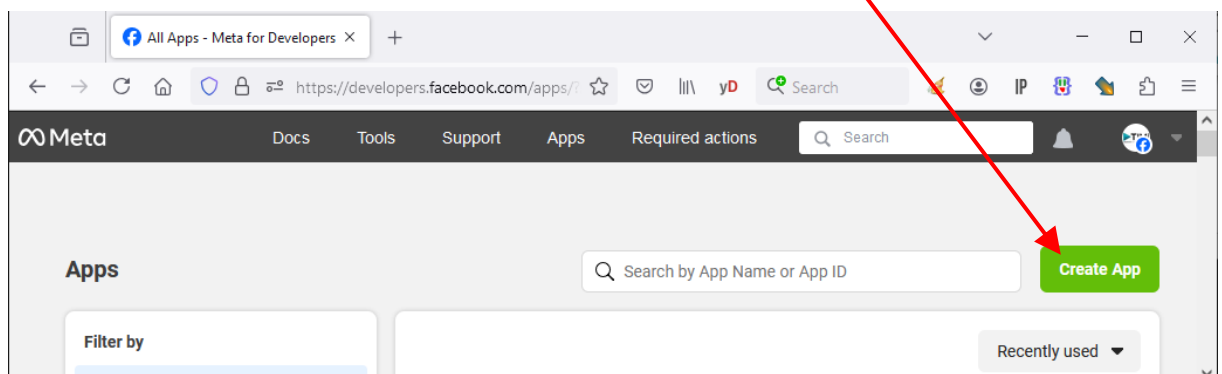 All Apps - Meta for Developers
https://developers.facebook.com/apps/?
yD
Search
IP
Meta
Docs Tools Support Apps Required actions Search
Apps
Search by App Name or App ID
Create App
Filter by
Recently used